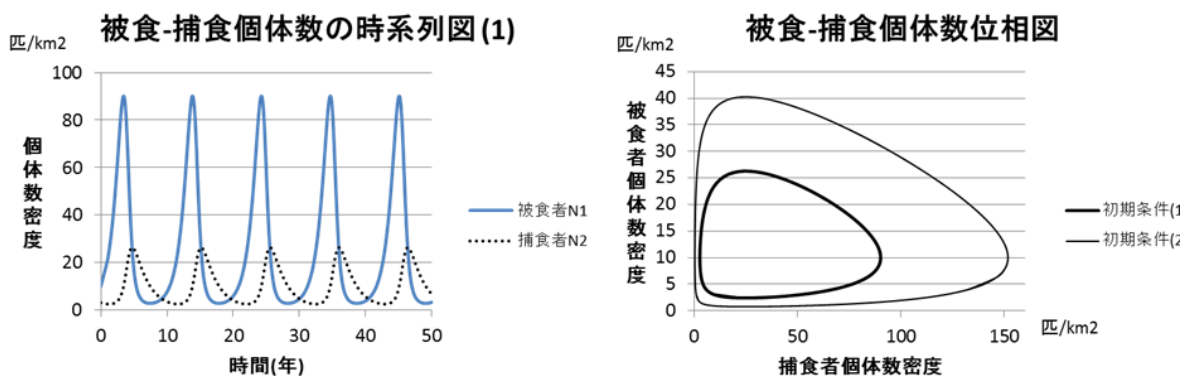 被食-捕食個体数の時系列図(1)
匹/km2
100
80
60
40
20
0
個体数密度
0 10 20 30 40 50
時間(年)
被食者N1
捕食者N2
被食-捕食個体数位相図
匹/km2
45
40
35
30
25
20
15
10
5
0
被食者個体数密度
50 100 150
匹/km2
捕食者個体数密度
初期条件(1
初期条件(2